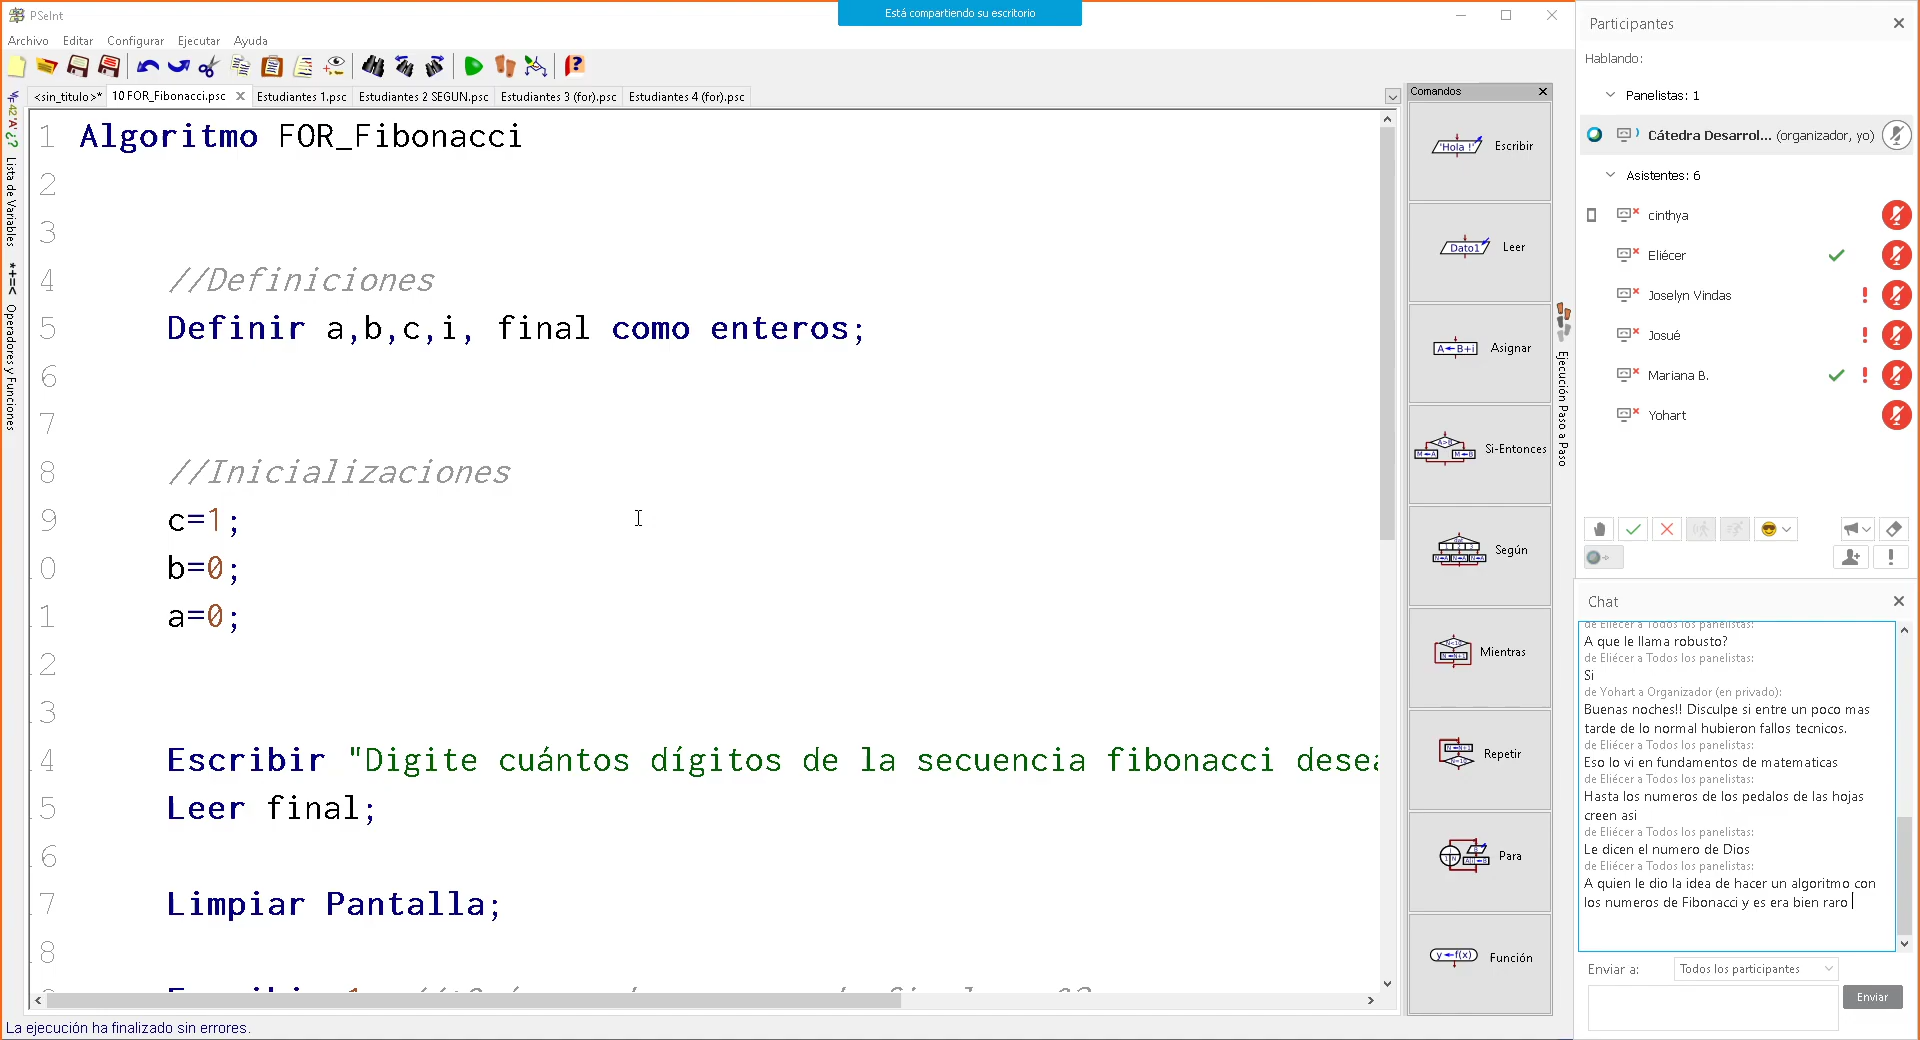 PSeInt
Está compartiendo su escritorio
Archivo Editar Configurar Ejecutar Ayuda
<sin_titulo>* 10 FOR_Fibonacci.psc Estudiantes 1.psc Estudiantes 2 SEGUN.psc Estudiantes 3 (for).psc Estudiantes 4 (for).psc
Lista de Variables
*+=< Operadores y Funciones
1 Algoritmo FOR_Fibonacci
2
3
4 //Definiciones
5 Definir a,b,c,i, final como enteros;
6
7
8 //Inicializaciones
9 c=1;
0 b=0;
1 a=0;
2
3
4 Escribir "Digite cuántos dígitos de la secuencia fibonacci dese
5 Leer final;
6
7 Limpiar Pantalla;
8
La ejecución ha finalizado sin errores.
Comandos
'Hola !' Escribir
Dato1 Leer
A←B+i Asignar
Si-Entonces
Según
Mientras
Repetir
Para
y←f(x) Función
Ejecución Paso a Paso
Participantes
Hablando:
Panelistas: 1
Cátedra Desarrol... (organizador, yo)
Asistentes: 6
cinthya
Eliécer
Joselyn Vindas
Josué
Mariana B.
Yohart
Chat
de Eliécer a Todos los panelistas:
A que le llama robusto?
de Eliécer a Todos los panelistas:
Si
de Yohart a Organizador (en privado):
Buenas noches!! Disculpe si entre un poco mas
tarde de lo normal hubieron fallos tecnicos.
de Eliécer a Todos los panelistas:
Eso lo vi en fundamentos de matematicas
de Eliécer a Todos los panelistas:
Hasta los numeros de los pedalos de las hojas
creen asi
de Eliécer a Todos los panelistas:
Le dicen el numero de Dios
de Eliécer a Todos los panelistas:
A quien le dio la idea de hacer un algoritmo con
los numeros de Fibonacci y es era bien raro
Enviar a: Todos los participantes
Enviar